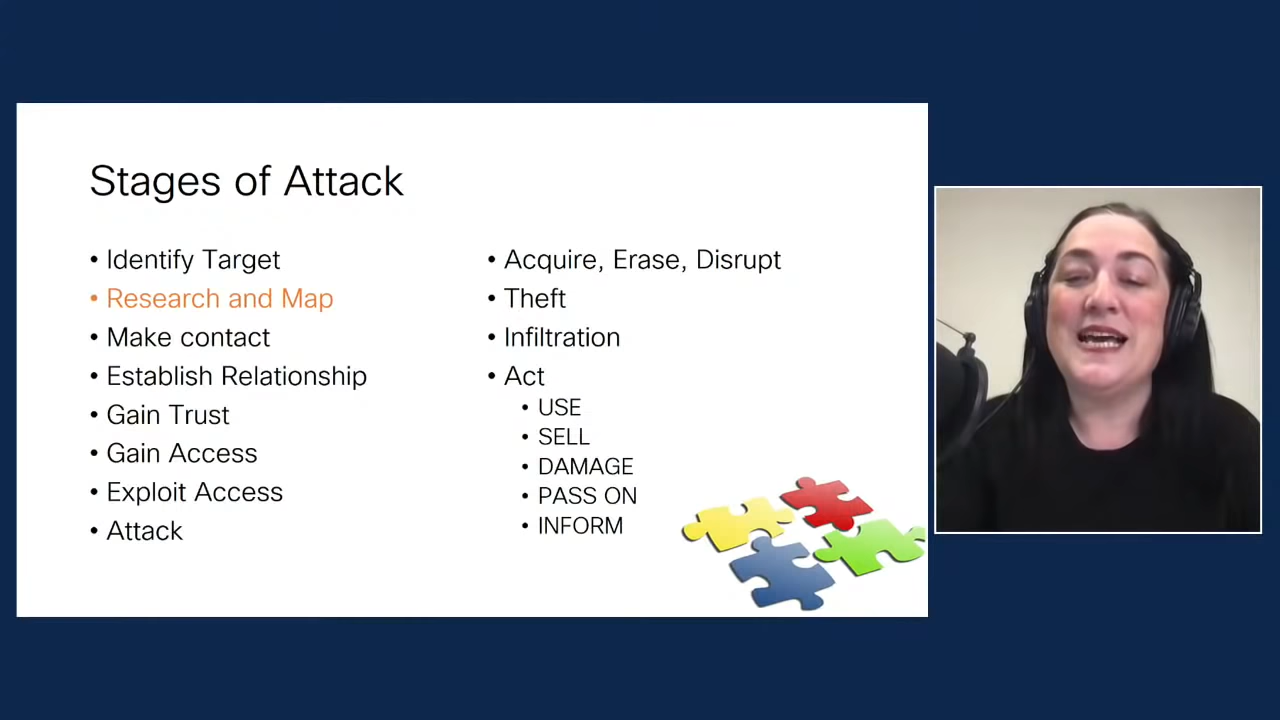 Stages of Attack
• Identify Target
• Research and Map
• Make contact
• Establish Relationship
• Gain Trust
• Gain Access
• Exploit Access
• Attack
• Acquire, Erase, Disrupt
• Theft
• Infiltration
• Act
• USE
• SELL
• DAMAGE
• PASS ON
• INFORM